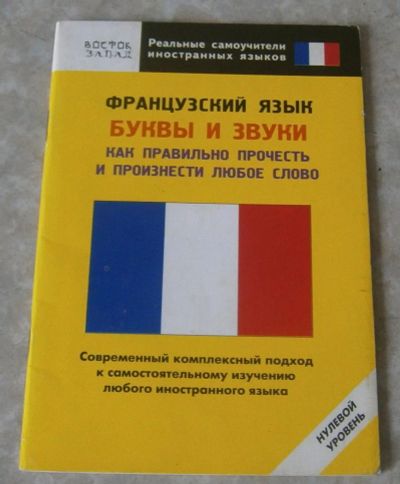 ВОСТОК
ЗАПАД
Реальные самоучители
иностранных языков
ФРАНЦУЗСКИЙ ЯЗЫК
БУКВЫ И ЗВУКИ
КАК ПРАВИЛЬНО ПРОЧЕСТЬ
И ПРОИЗНЕСТИ ЛЮБОЕ СЛОВО
Современный комплексный подход
к самостоятельному изучению
любого иностранного языка
НУЛЕВОЙ
УРОВЕНЬ